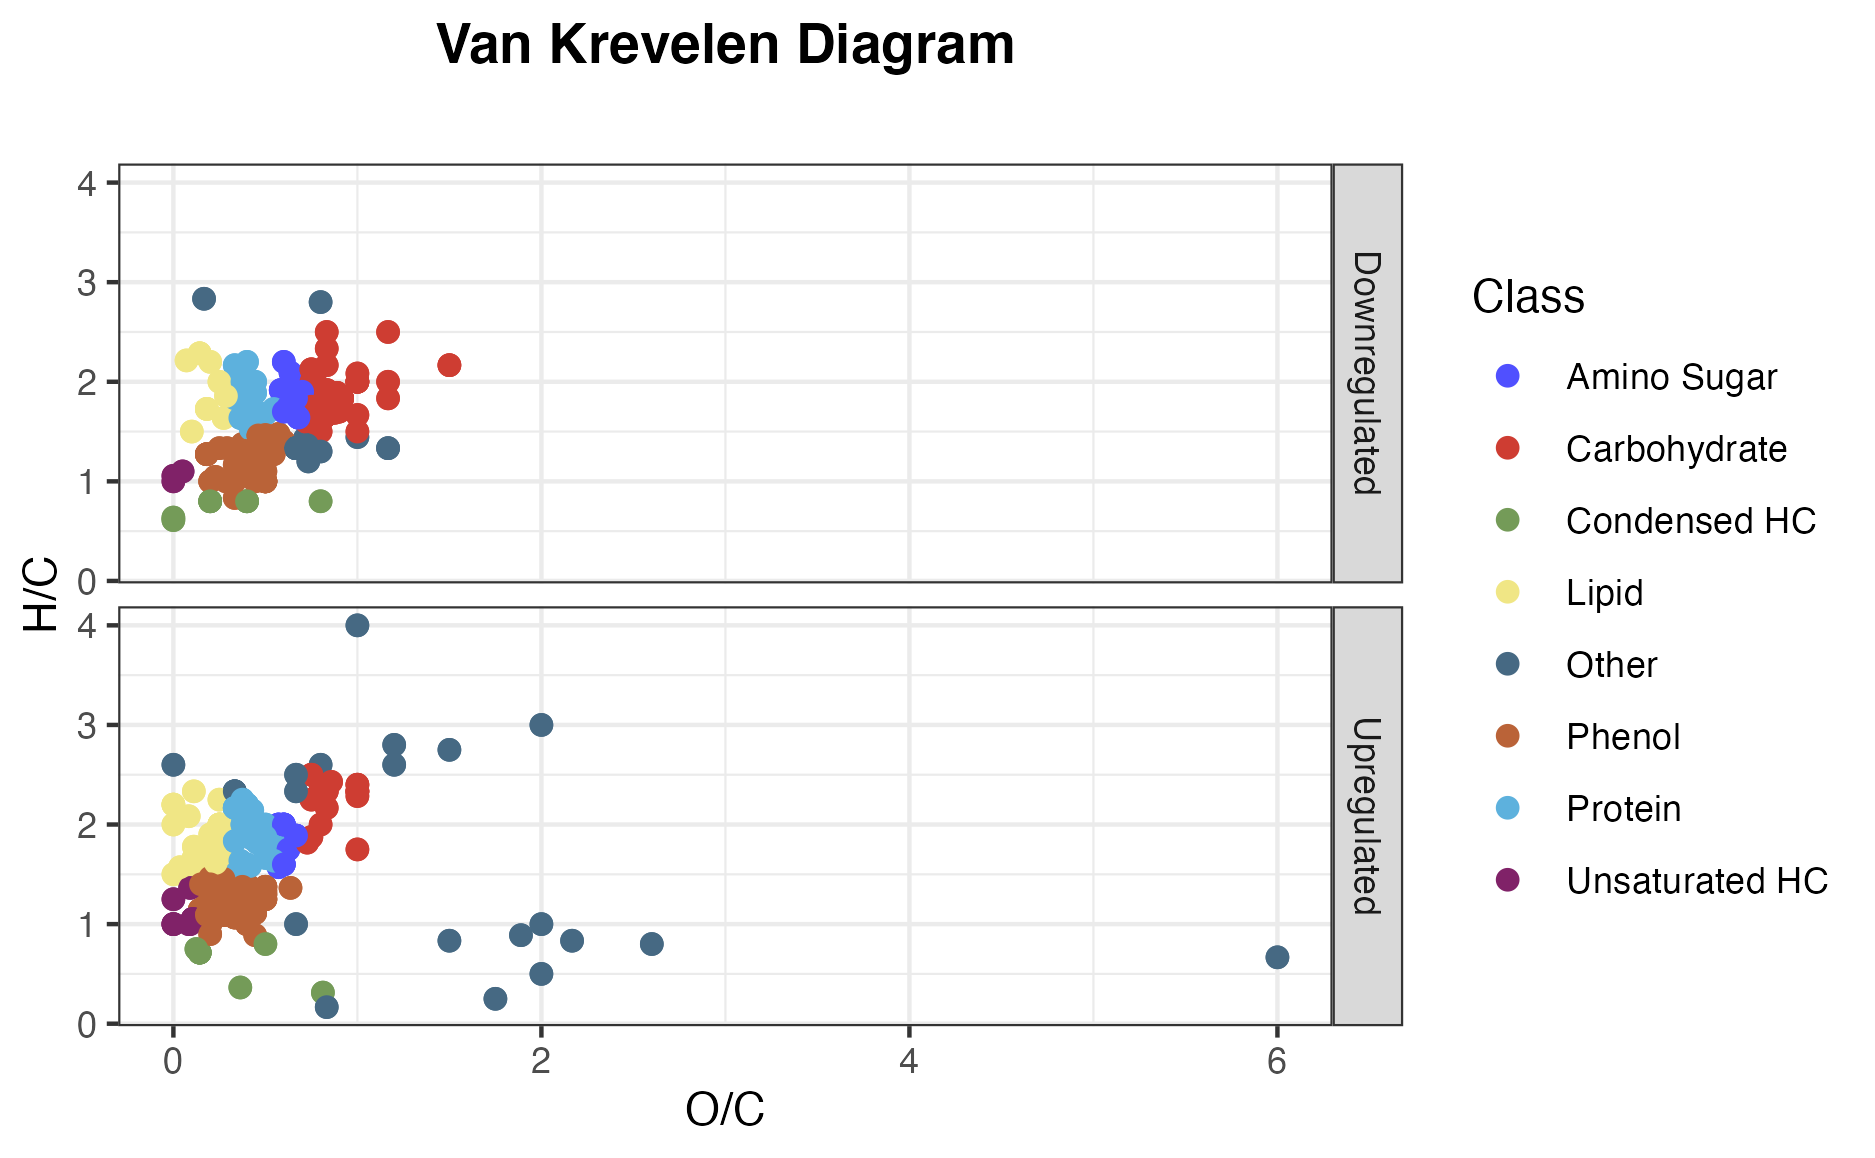 Van Krevelen Diagram
H/C
4
3
2
1
0
Downregulated
4
3
2
1
0
Upregulated
0 2 4 6
O/C
Class
Amino Sugar
Carbohydrate
Condensed HC
Lipid
Other
Phenol
Protein
Unsaturated HC